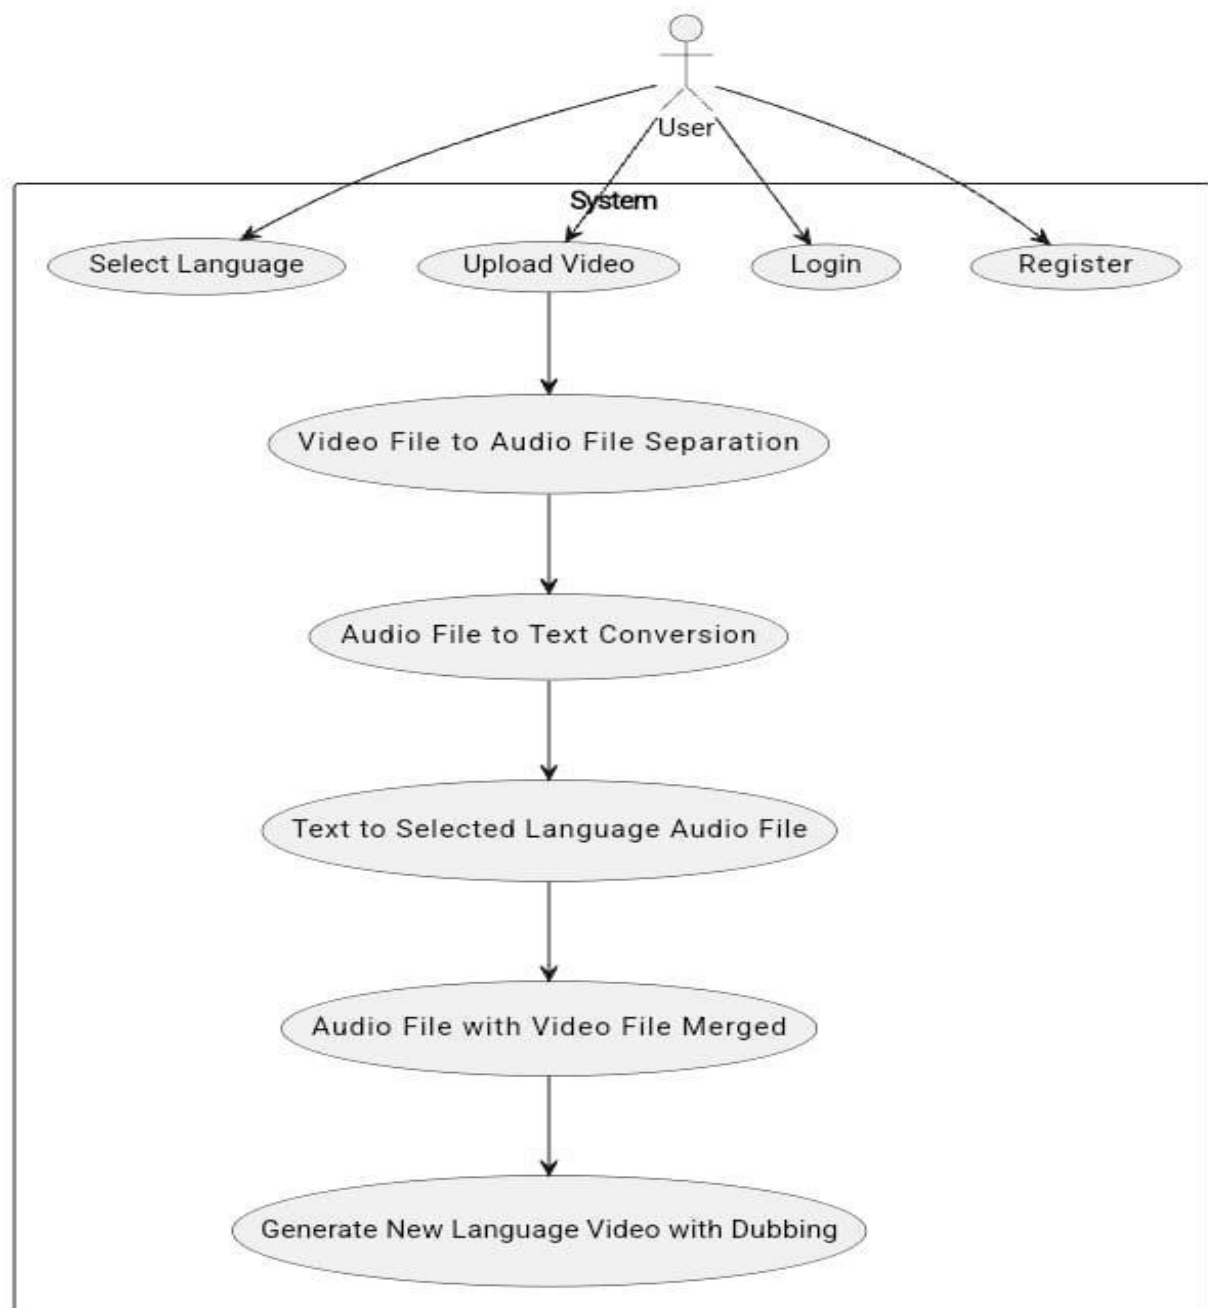 User
System
Select Language
Upload Video
Login
Register
Video File to Audio File Separation
Audio File to Text Conversion
Text to Selected Language Audio File
Audio File with Video File Merged
Generate New Language Video with Dubbing